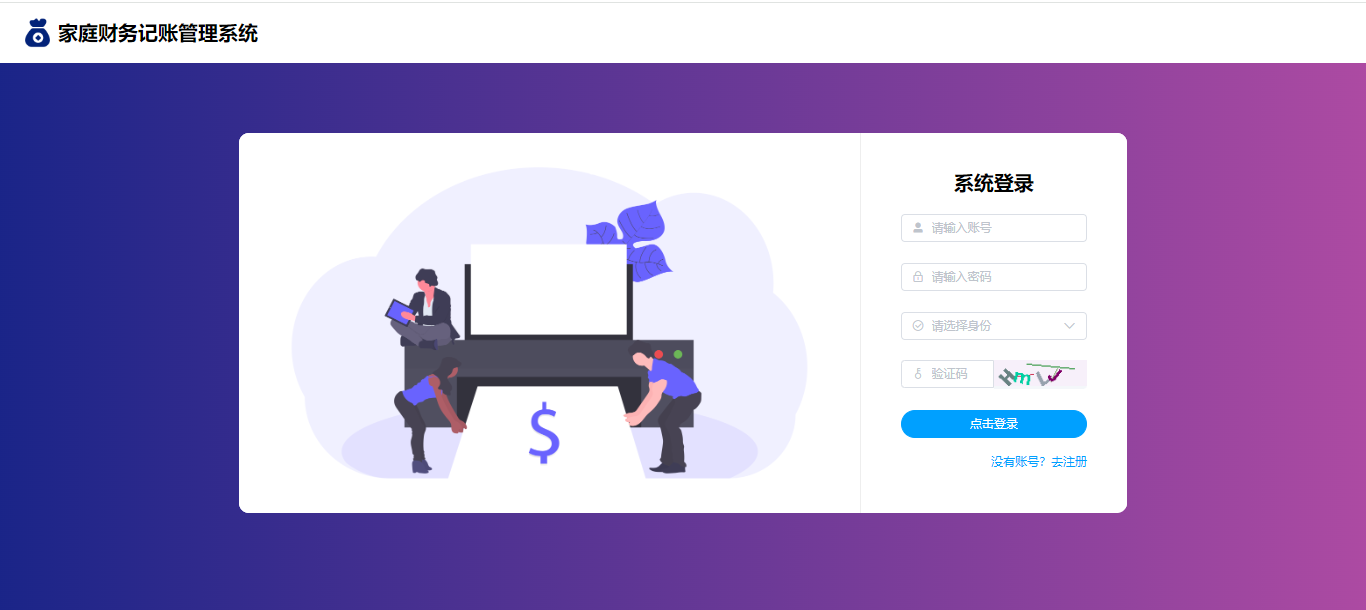 家庭财务记账管理系统
系统登录
请输入账号
请输入密码
请选择身份
验证码
点击登录
没有账号？去注册
$